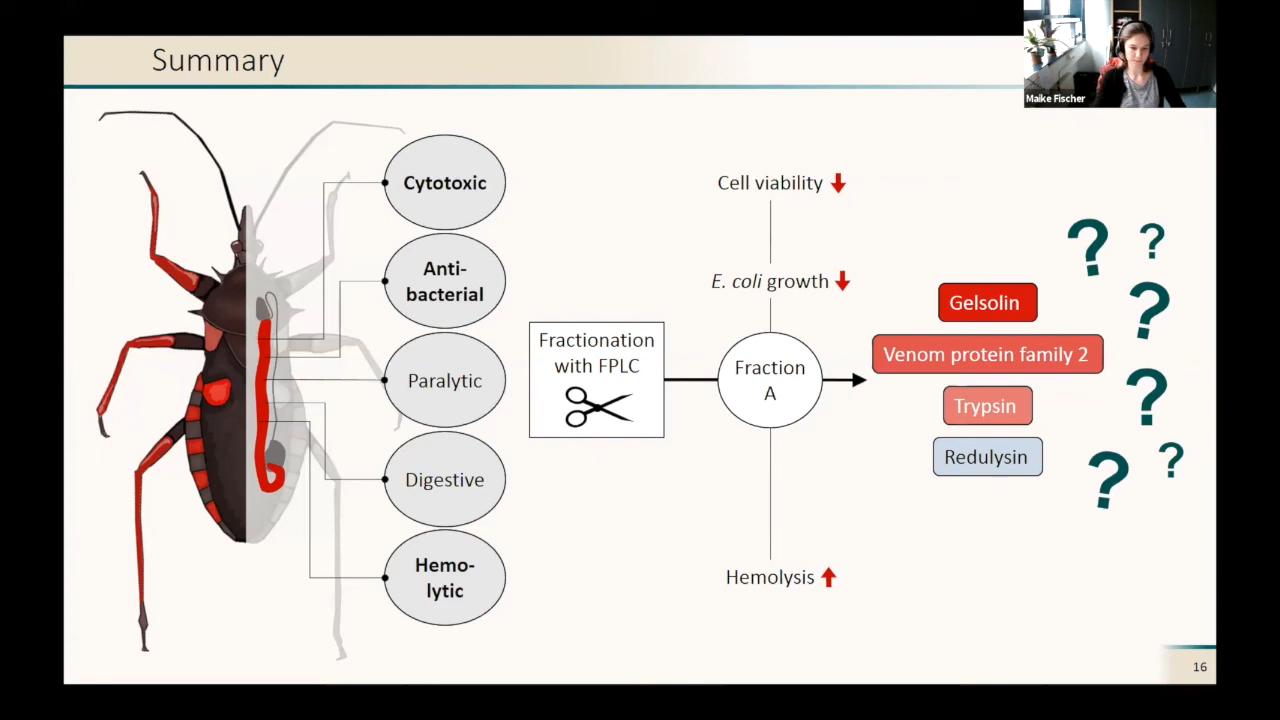 Summary
Maike Fischer
Cytotoxic
Anti-
bacterial
Paralytic
Digestive
Hemo-
lytic
Fractionation
with FPLC
Cell viability
E. coli growth
Fraction
A
Hemolysis
Gelsolin
Venom protein family 2
Trypsin
Redulysin
? ?
?
?
? ?
16